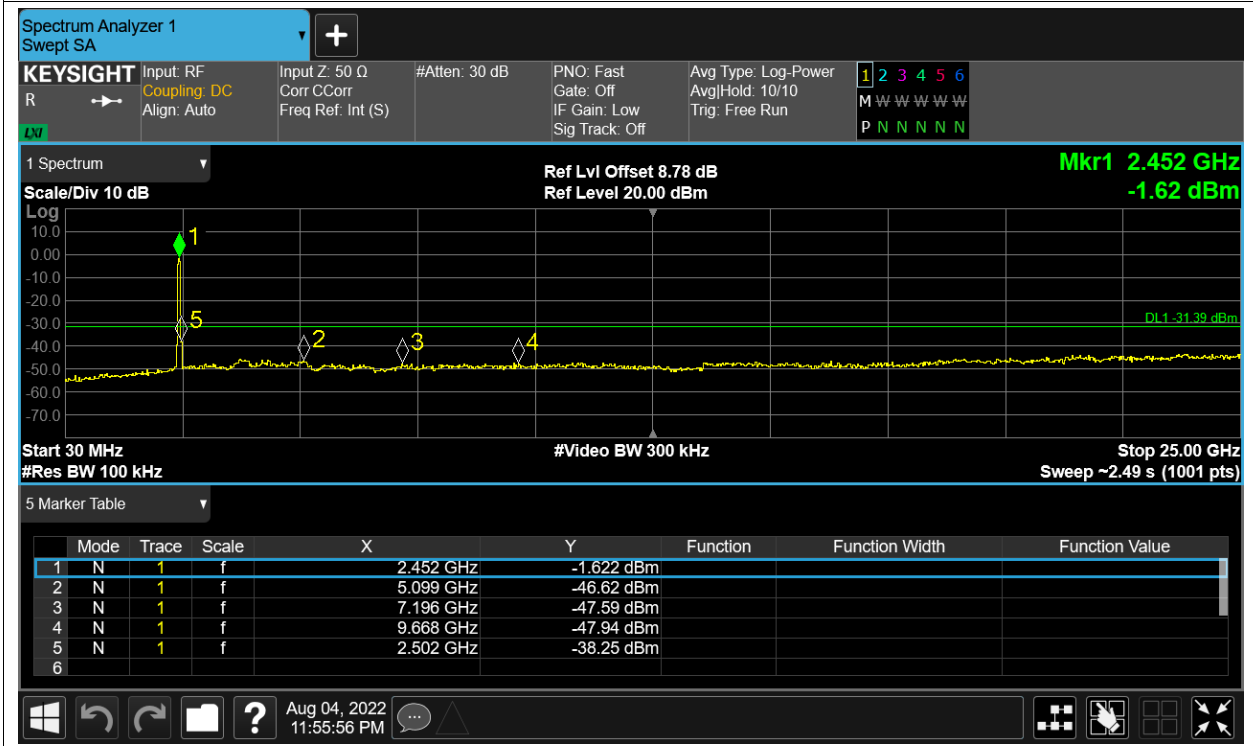 Spectrum Analyzer 1
Swept SA
KEYSIGHT Input: RF Input Z: 50 Ω #Atten: 30 dB PNO: Fast Avg Type: Log-Power 1 2 3 4 5 6
R Coupling: DC Corr CCorr Gate: Off Avg|Hold: 10/10 M W W W W W
Align: Auto Freq Ref: Int (S) IF Gain: Low Trig: Free Run
LXI Sig Track: Off P N N N N N
1 Spectrum Ref Lvl Offset 8.78 dB Mkr1 2.452 GHz
Scale/Div 10 dB Ref Level 20.00 dBm -1.62 dBm
Log
10.0 1
0.00
-10.0
-20.0
-30.0 5 DL1 -31.39 dBm
-40.0 2 3 4
-50.0
-60.0
-70.0
Start 30 MHz #Video BW 300 kHz Stop 25.00 GHz
#Res BW 100 kHz Sweep ~2.49 s (1001 pts)
5 Marker Table
Mode Trace Scale X Y Function Function Width Function Value
1 N 1 f 2.452 GHz -1.622 dBm
2 N 1 f 5.099 GHz -46.62 dBm
3 N 1 f 7.196 GHz -47.59 dBm
4 N 1 f 9.668 GHz -47.94 dBm
5 N 1 f 2.502 GHz -38.25 dBm
6
? Aug 04, 2022
11:55:56 PM